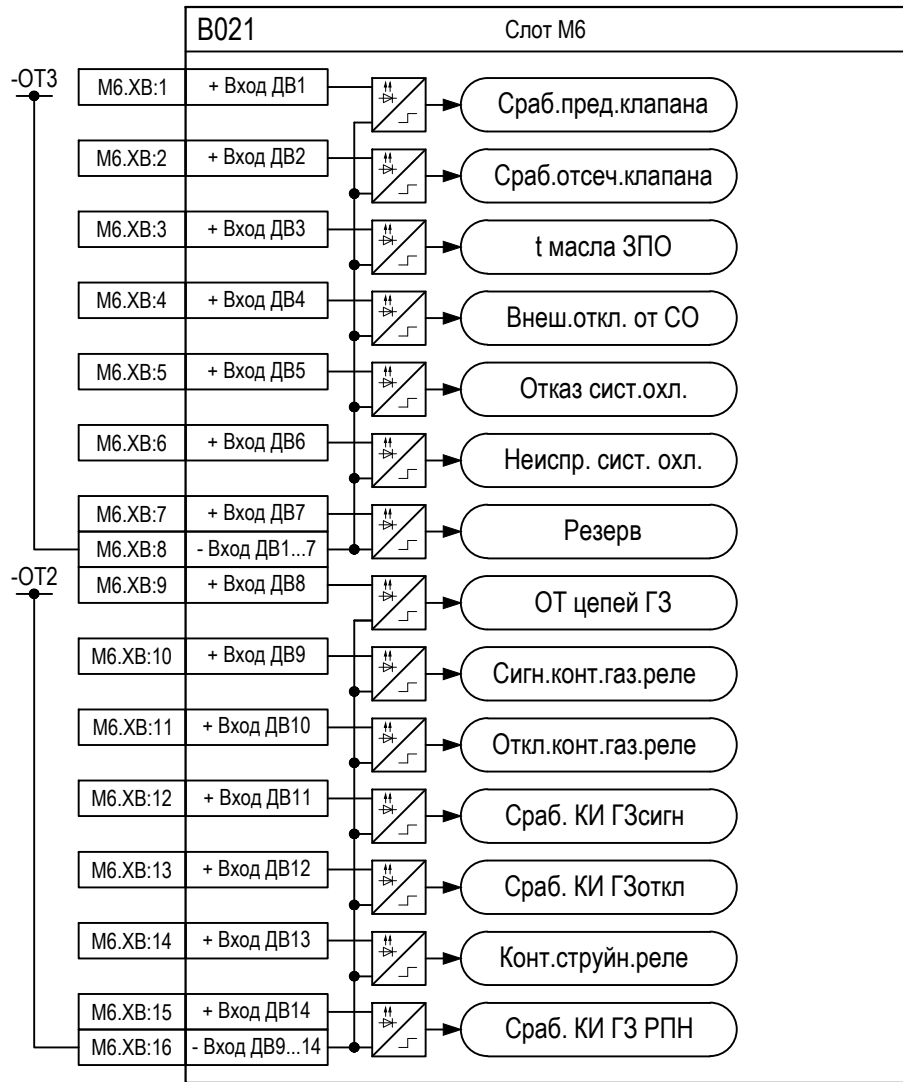 B021
Слот М6
-ОТ3
М6.ХВ:1 + Вход ДВ1 Сраб.пред.клапана
М6.ХВ:2 + Вход ДВ2 Сраб.отсеч.клапана
М6.ХВ:3 + Вход ДВ3 t масла ЗПО
М6.ХВ:4 + Вход ДВ4 Внеш.откл. от СО
М6.ХВ:5 + Вход ДВ5 Отказ сист.охл.
М6.ХВ:6 + Вход ДВ6 Неиспр. сист. охл.
М6.ХВ:7 + Вход ДВ7 Резерв
М6.ХВ:8 - Вход ДВ1...7
-ОТ2
М6.ХВ:9 + Вход ДВ8 ОТ цепей ГЗ
М6.ХВ:10 + Вход ДВ9 Сигн.конт.газ.реле
М6.ХВ:11 + Вход ДВ10 Откл.конт.газ.реле
М6.ХВ:12 + Вход ДВ11 Сраб. КИ ГЗсигн
М6.ХВ:13 + Вход ДВ12 Сраб. КИ ГЗоткл
М6.ХВ:14 + Вход ДВ13 Конт.струйн.реле
М6.ХВ:15 + Вход ДВ14 Сраб. КИ ГЗ РПН
М6.ХВ:16 - Вход ДВ9...14